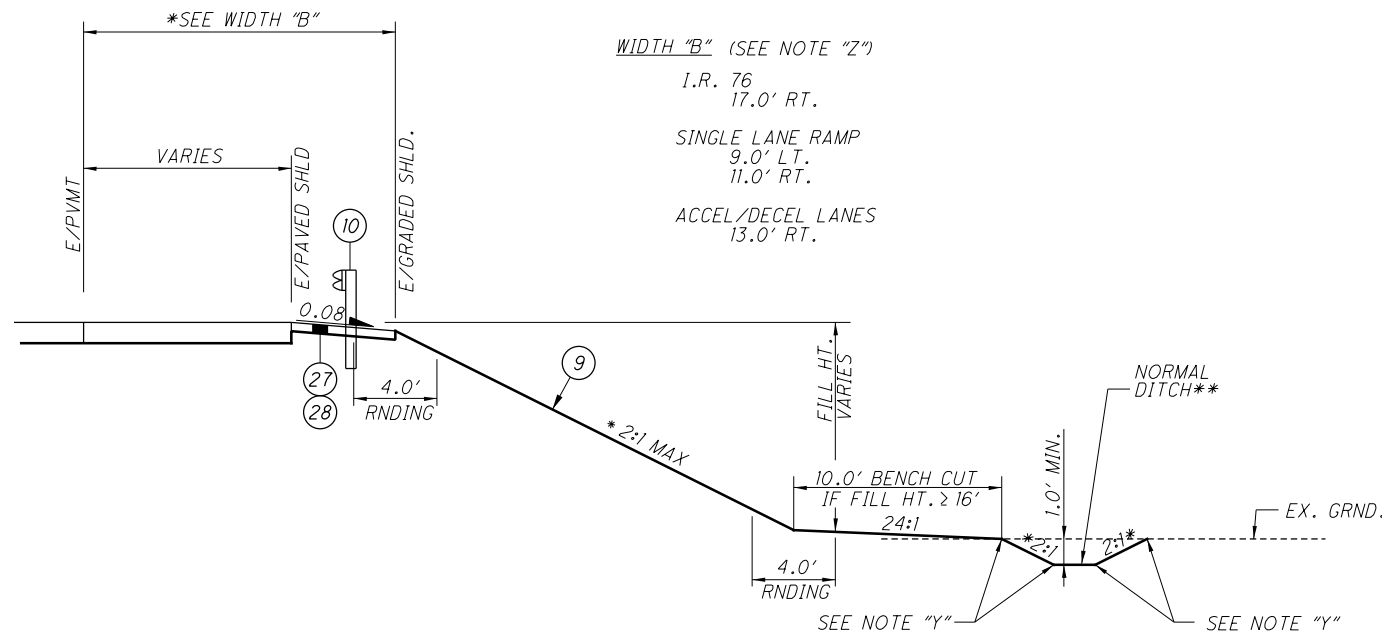 *SEE WIDTH "B"
WIDTH "B" (SEE NOTE "Z")
I.R. 76
17.0' RT.
SINGLE LANE RAMP
9.0' LT.
11.0' RT.
ACCEL/DECEL LANES
13.0' RT.
VARIES
E/PVMT
E/PAVED SHLD
E/GRADED SHLD.
10
0.08
27
28
4.0'
RNDING
9
* 2:1 MAX
FILL HT.
VARIES
10.0' BENCH CUT
IF FILL HT. ≥ 16'
24:1
4.0'
RNDING
1.0' MIN.
NORMAL
DITCH**
EX. GRND.
*2:1
2:1*
SEE NOTE "Y"
SEE NOTE "Y"